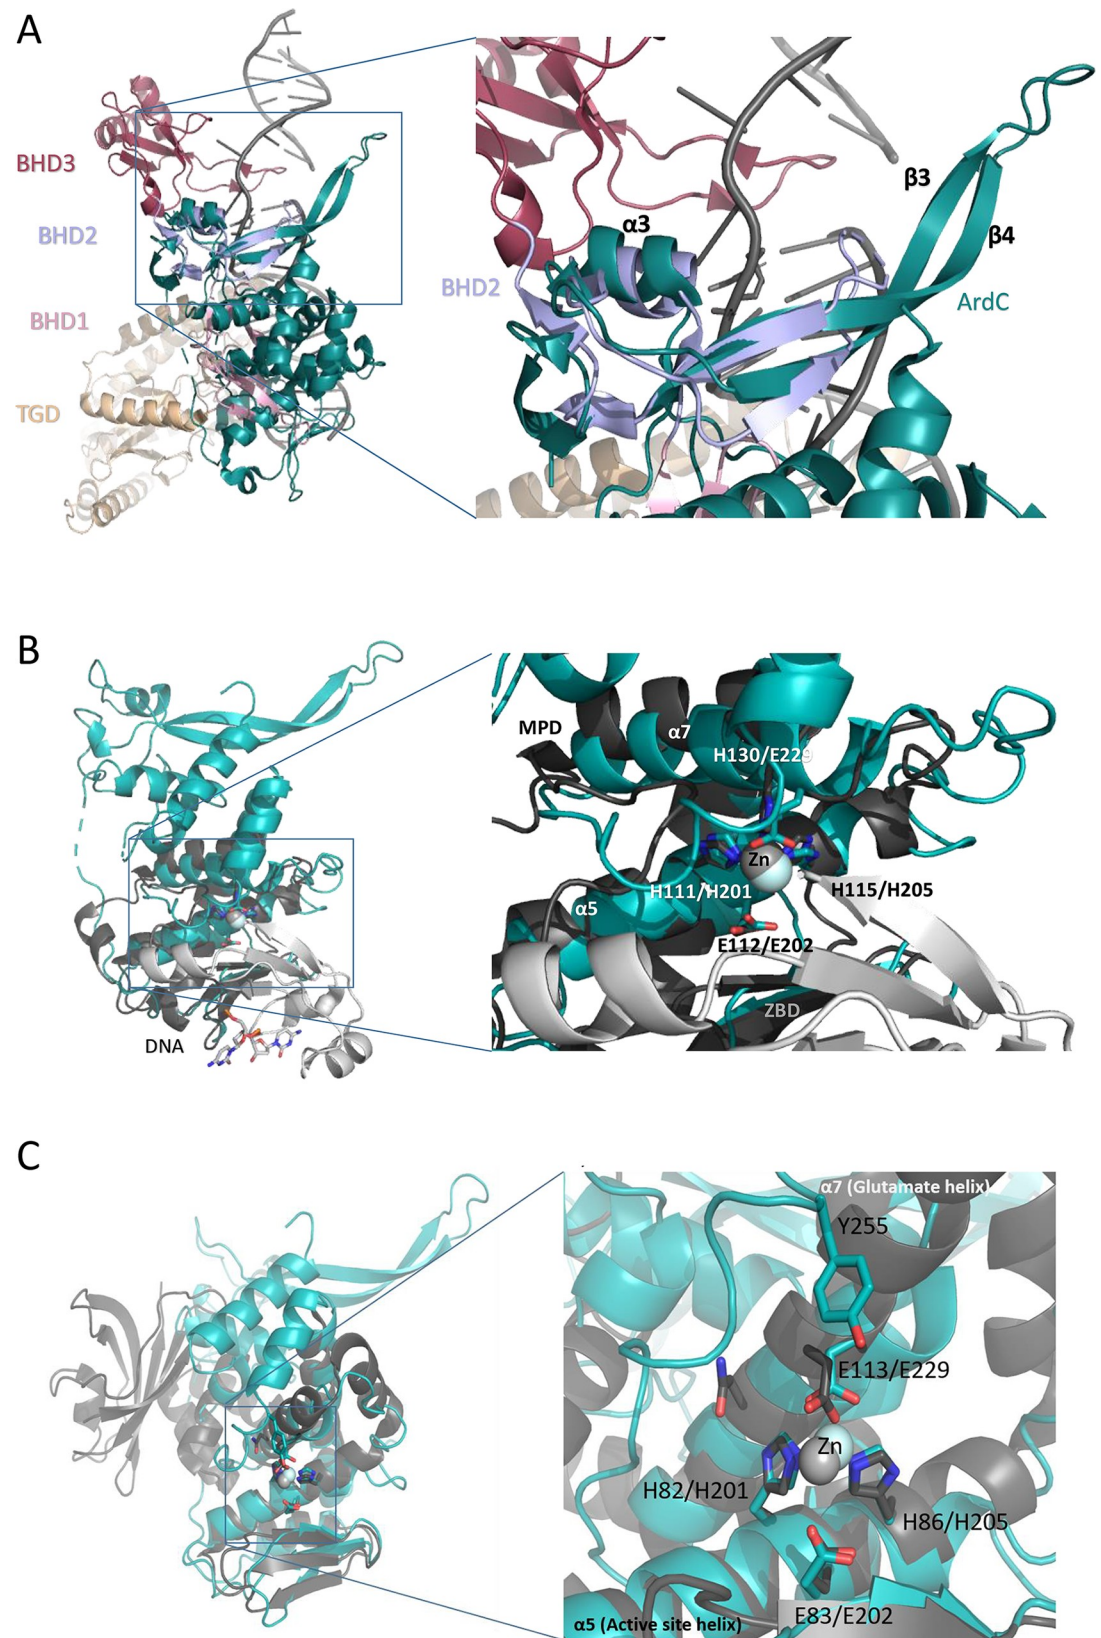 A
BHD3
BHD2
BHD1
TGD
α3
BHD2
β3
β4
ArdC
B
DNA
MPD
α7
H130/E229
Zn
H111/H201
H115/H205
α5
E112/E202
ZBD
C
α7 (Glutamate helix)
Y255
E113/E229
Zn
H82/H201
H86/H205
E83/E202
α5 (Active site helix)